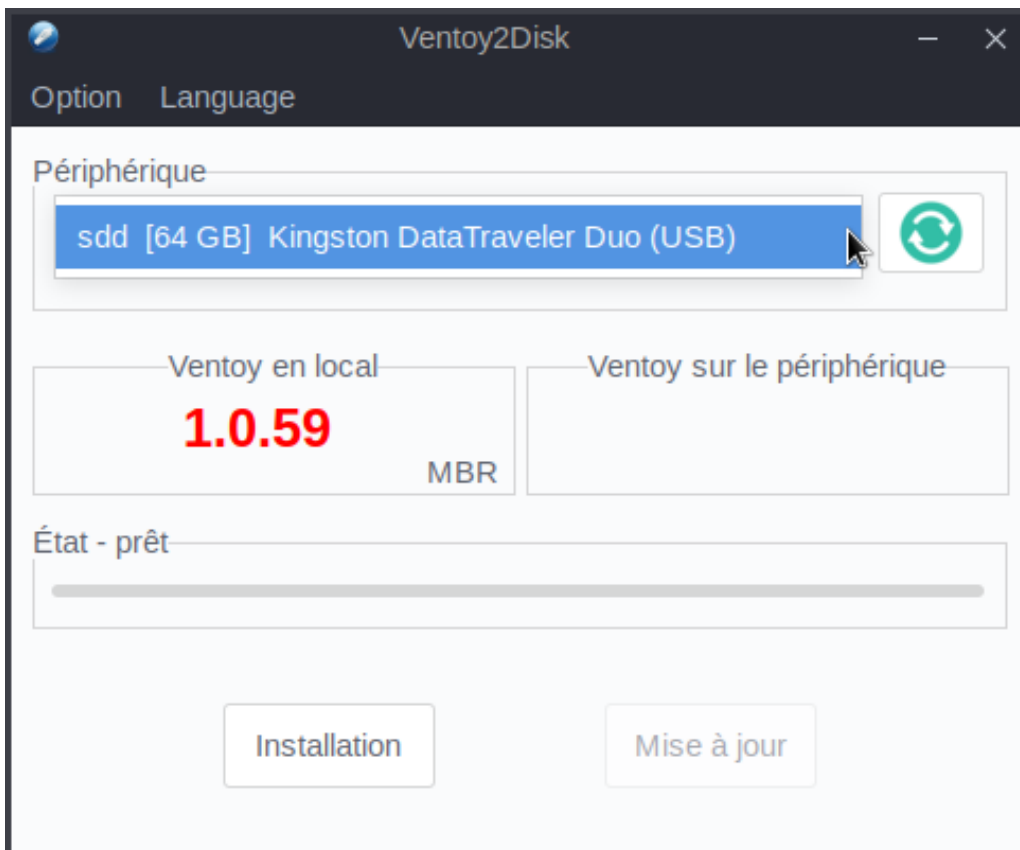 Ventoy2Disk
Option Language
Périphérique
sdd [64 GB] Kingston DataTraveler Duo (USB)
Ventoy en local
Ventoy sur le périphérique
1.0.59
MBR
État - prêt
Installation
Mise à jour